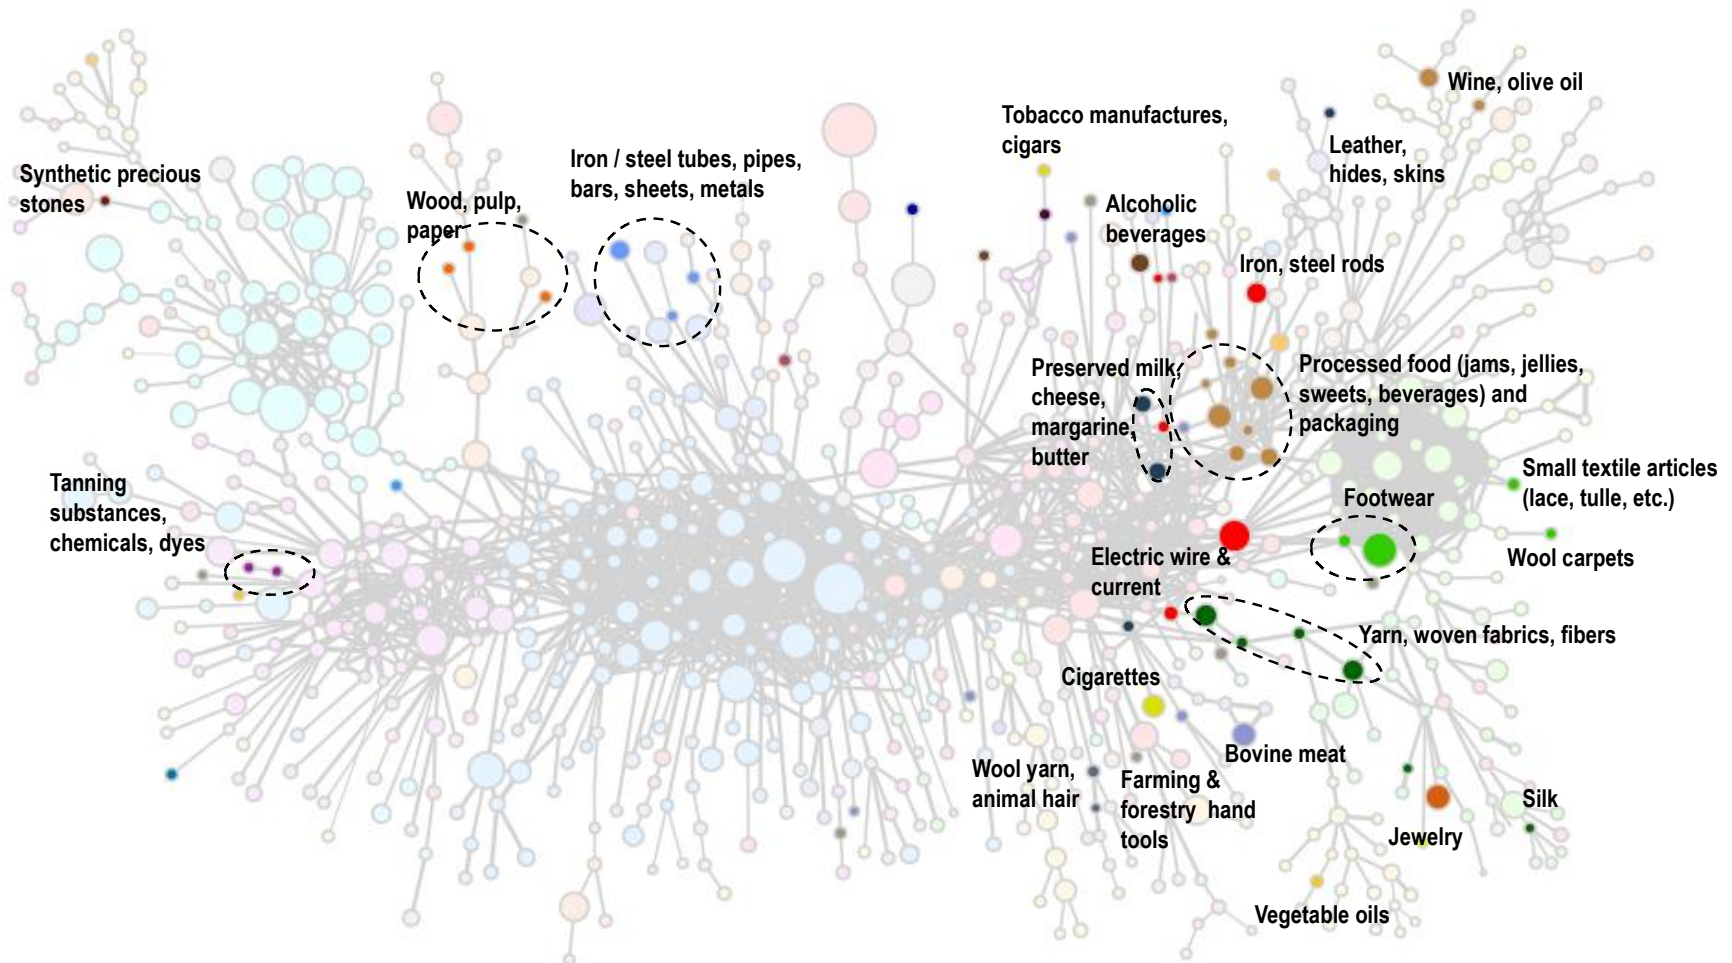 Wine, olive oil
Tobacco manufactures,
cigars
Leather,
hides, skins
Iron / steel tubes, pipes,
bars, sheets, metals
Synthetic precious
stones
Wood, pulp,
paper
Alcoholic
beverages
Iron, steel rods
Preserved milk,
cheese,
margarine,
butter
Processed food (jams, jellies,
sweets, beverages) and
packaging
Tanning
substances,
chemicals, dyes
Small textile articles
(lace, tulle, etc.)
Footwear
Electric wire &
current
Wool carpets
Yarn, woven fabrics, fibers
Cigarettes
Bovine meat
Wool yarn,
animal hair
Farming &
forestry hand
tools
Silk
Jewelry
Vegetable oils